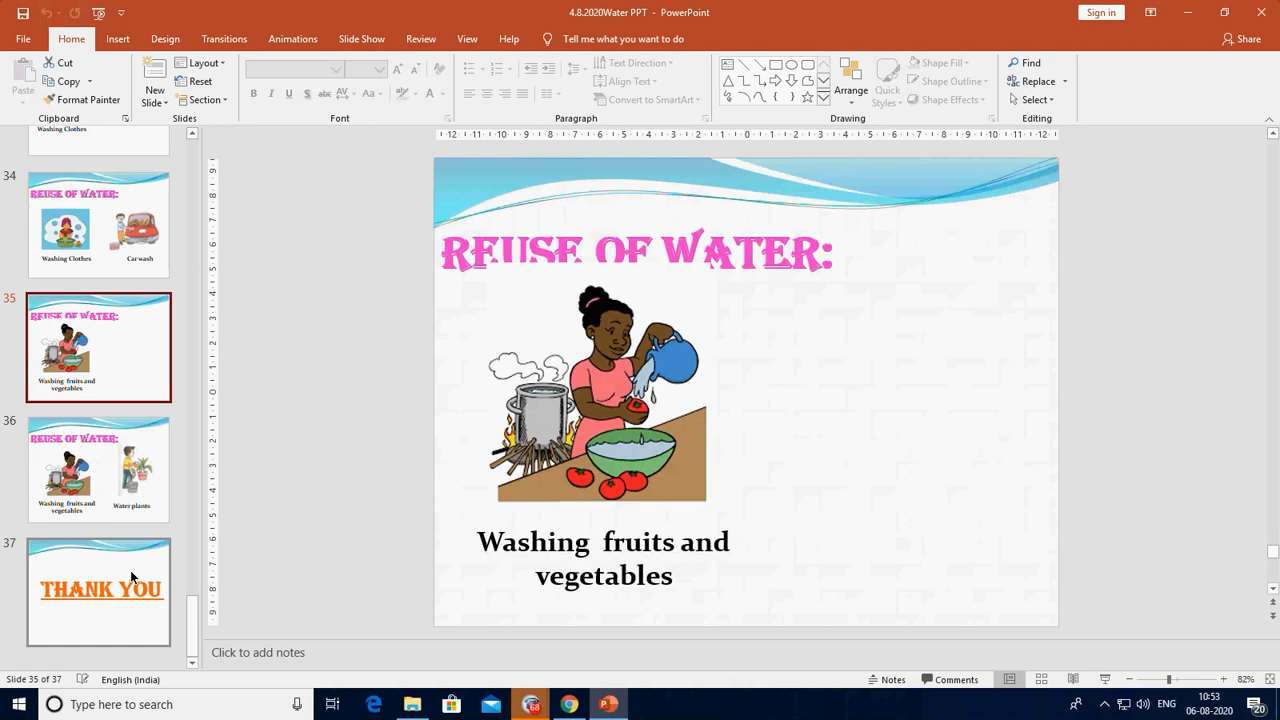 4.8.2020Water PPT - PowerPoint
Sign in
File Home Insert Design Transitions Animations Slide Show Review View Help Tell me what you want to do Share
Paste
Cut
Copy
Format Painter
Clipboard
New
Slide
Layout
Reset
Section
Slides
Font
Paragraph
Text Direction
Align Text
Convert to SmartArt
Arrange
Quick
Styles
Shape Fill
Shape Outline
Shape Effects
Drawing
Find
Replace
Select
Editing
Washing Clothes
34
REUSE OF WATER:
Washing Clothes Car wash
35
REUSE OF WATER:
Washing fruits and
vegetables
36
REUSE OF WATER:
Washing fruits and
vegetables
Water plants
37
THANK YOU
REUSE OF WATER:
Washing fruits and
vegetables
Click to add notes
Slide 35 of 37 English (India) Notes Comments 82%
Type here to search
68
ENG
10:53
06-08-2020
20